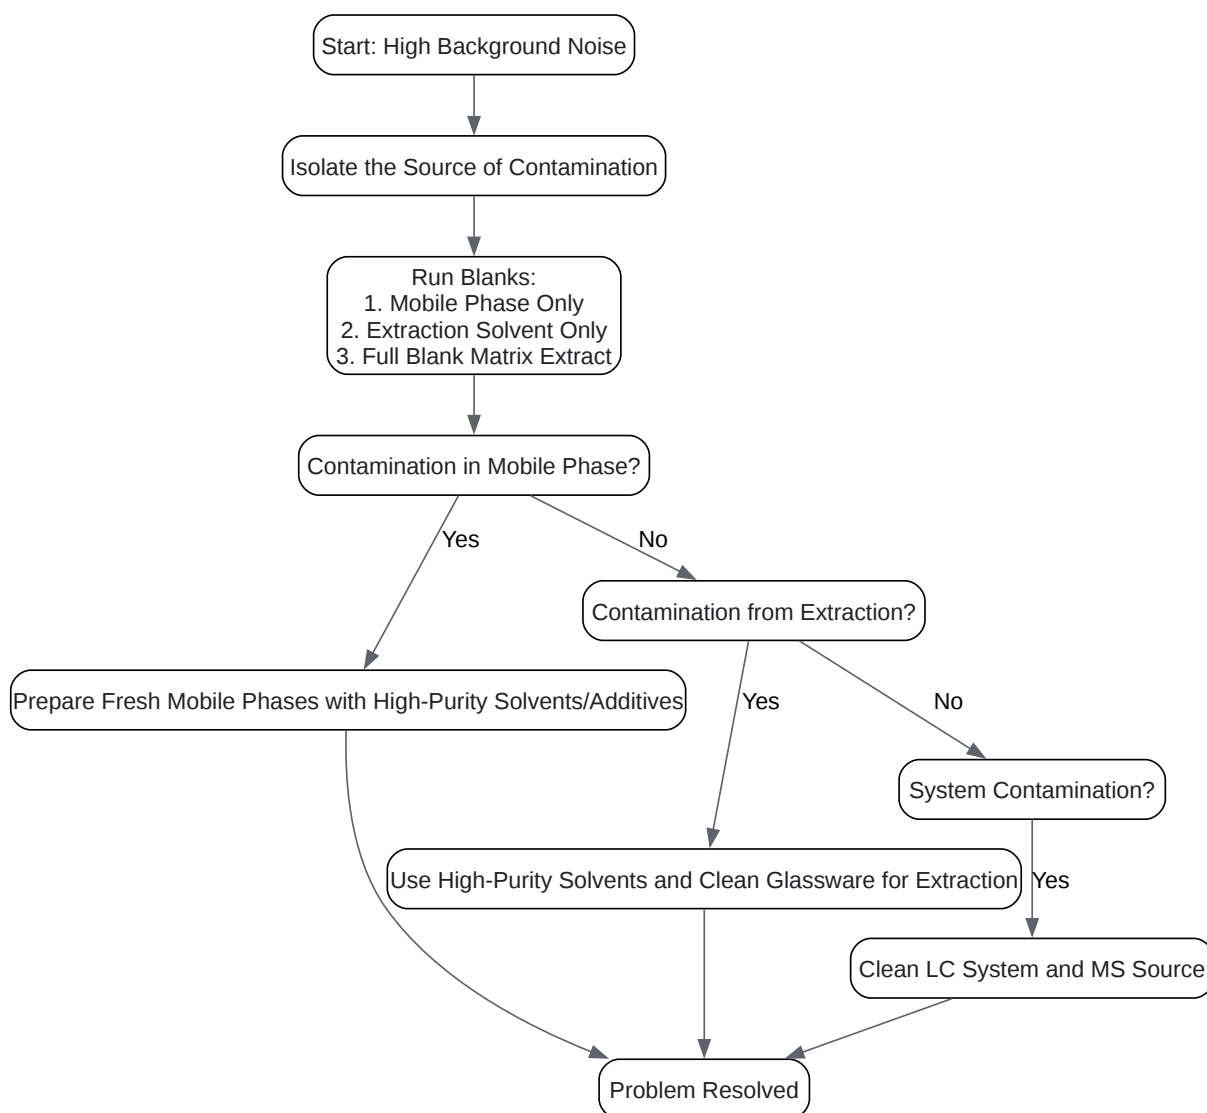 Start: High Background Noise
Isolate the Source of Contamination
Run Blanks:
1. Mobile Phase Only
2. Extraction Solvent Only
3. Full Blank Matrix Extract
Contamination in Mobile Phase?
Yes
No
Contamination from Extraction?
Prepare Fresh Mobile Phases with High-Purity Solvents/Additives
Yes
No
System Contamination?
Use High-Purity Solvents and Clean Glassware for Extraction
Yes
Clean LC System and MS Source
Problem Resolved